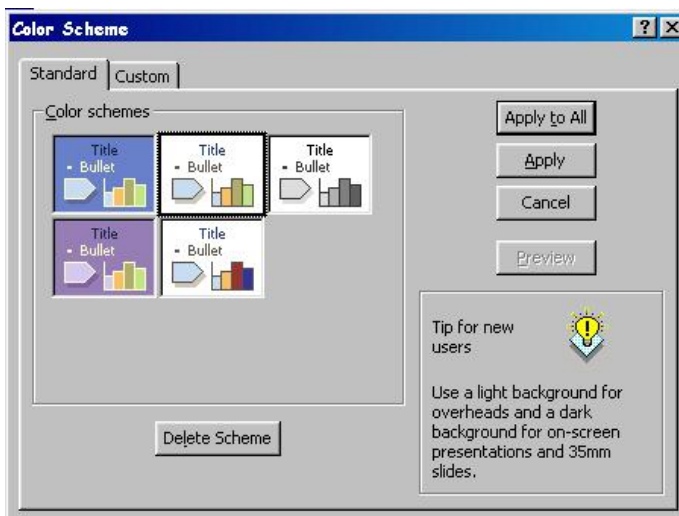 Color Scheme
Standard Custom
Color schemes
Title Title Title
- Bullet - Bullet - Bullet
Title Title
- Bullet - Bullet
Delete Scheme
Apply to All
Apply
Cancel
Preview
Tip for new
users
Use a light background for
overheads and a dark
background for on-screen
presentations and 35mm
slides.